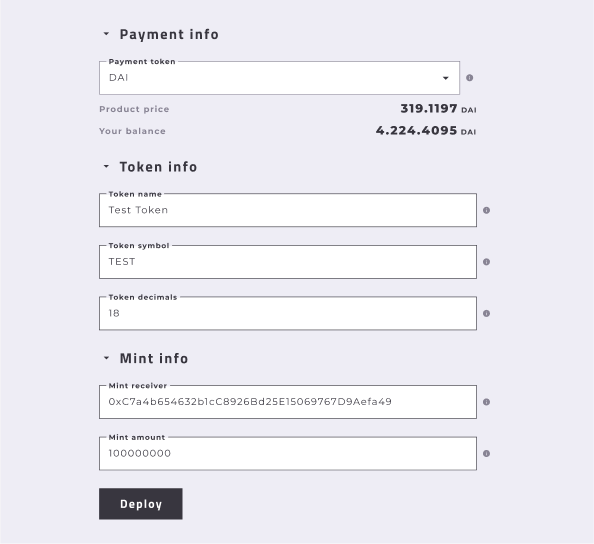 Payment info
Payment token
DAI
Product price 319.1197 DAI
Your balance 4.224.4095 DAI
Token info
Token name
Test Token
Token symbol
TEST
Token decimals
18
Mint info
Mint receiver
0xC7a4b654632b1cC8926Bd25E15069767D9Aefa49
Mint amount
100000000
Deploy